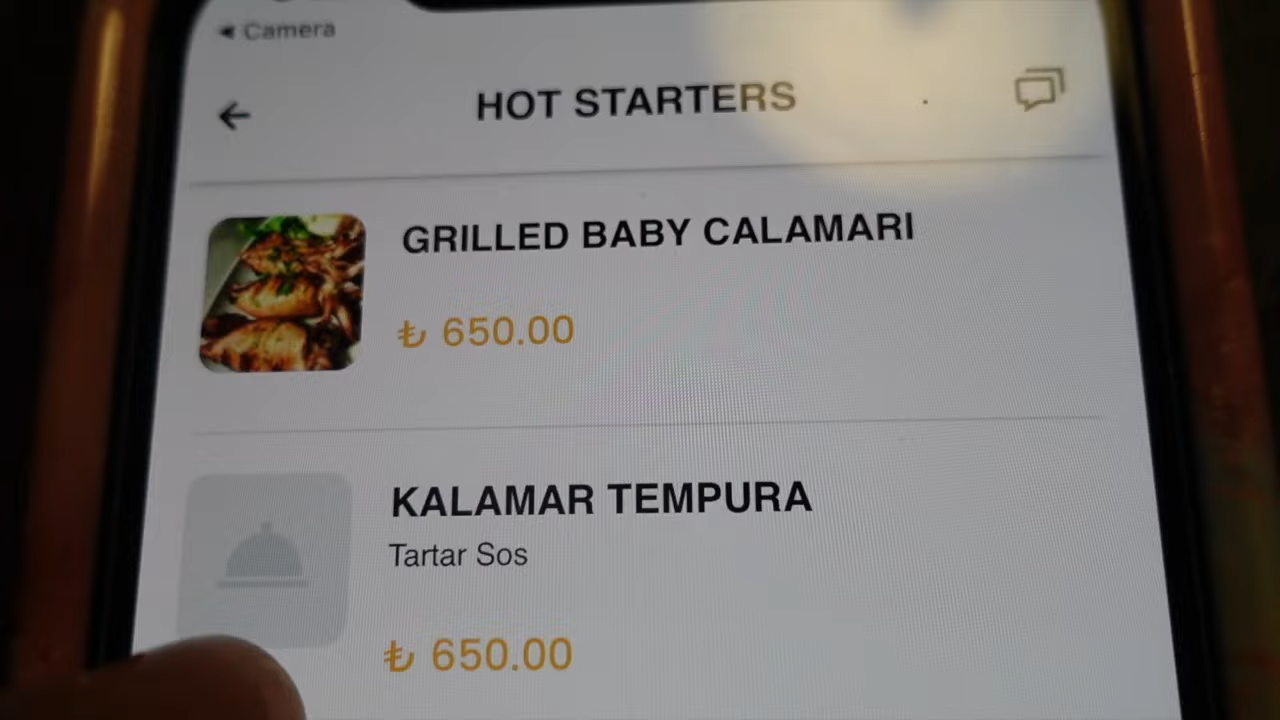 Camera
HOT STARTERS
GRILLED BABY CALAMARI
₺ 650.00
KALAMAR TEMPURA
Tartar Sos
₺ 650.00